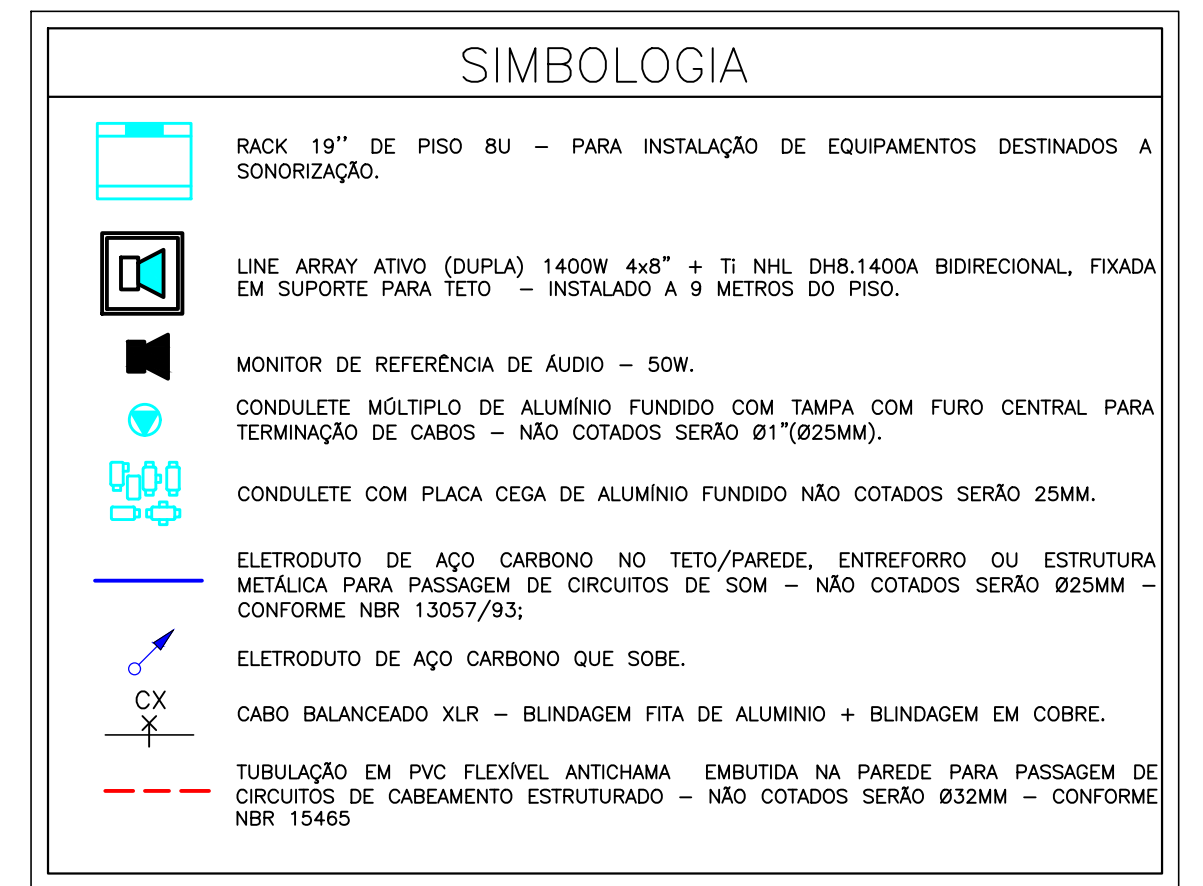 SIMBOLOGIA
RACK 19’’ DE PISO 8U – PARA INSTALAÇÃO DE EQUIPAMENTOS DESTINADOS A
SONORIZAÇÃO.
LINE ARRAY ATIVO (DUPLA) 1400W 4x8” + Ti NHL DH8.1400A BIDIRECIONAL, FIXADA
EM SUPORTE PARA TETO – INSTALADO A 9 METROS DO PISO.
MONITOR DE REFERÊNCIA DE ÁUDIO – 50W.
CONDULETE MÚLTIPLO DE ALUMÍNIO FUNDIDO COM TAMPA COM FURO CENTRAL PARA
TERMINAÇÃO DE CABOS – NÃO COTADOS SERÃO Ø1”(Ø25MM).
CONDULETE COM PLACA CEGA DE ALUMÍNIO FUNDIDO NÃO COTADOS SERÃO 25MM.
ELETRODUTO DE AÇO CARBONO NO TETO/PAREDE, ENTREFORRO OU ESTRUTURA
METÁLICA PARA PASSAGEM DE CIRCUITOS DE SOM – NÃO COTADOS SERÃO Ø25MM –
CONFORME NBR 13057/93;
ELETRODUTO DE AÇO CARBONO QUE SOBE.
CX
CABO BALANCEADO XLR – BLINDAGEM FITA DE ALUMINIO + BLINDAGEM EM COBRE.
TUBULAÇÃO EM PVC FLEXÍVEL ANTICHAMA EMBUTIDA NA PAREDE PARA PASSAGEM DE
CIRCUITOS DE CABEAMENTO ESTRUTURADO – NÃO COTADOS SERÃO Ø32MM – CONFORME
NBR 15465